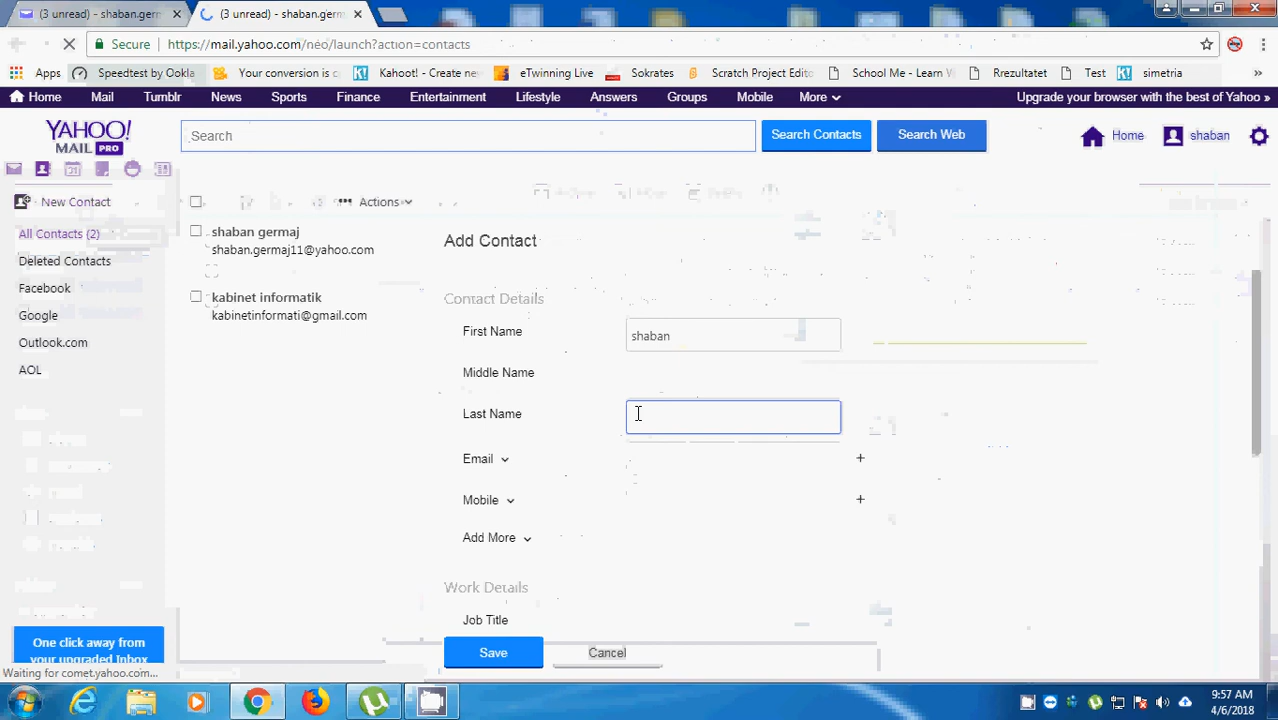 (3 unread) - shaban.germ
(3 unread) - shaban.germ
Secure
https://mail.yahoo.com/neo/launch?action=contacts
Apps
Speedtest by Ookla
Your conversion is c
Kahoot! - Create new
eTwinning Live
Sokrates
Scratch Project Edito
School Me - Learn W
Rrezultatet
Test
simetria
»
Home
Mail
Tumblr
News
Sports
Finance
Entertainment
Lifestyle
Answers
Groups
Mobile
More
Upgrade your browser with the best of Yahoo »
YAHOO!
MAIL PRO
Search
Search Contacts
Search Web
Home
shaban
New Contact
••• Actions
All Contacts (2)
Deleted Contacts
Facebook
Google
Outlook.com
AOL
shaban germaj
shaban.germaj11@yahoo.com
kabinet informatik
kabinetinformati@gmail.com
Add Contact
Contact Details
First Name
shaban
Middle Name
Last Name
Email
+
Mobile
+
Add More
Work Details
Job Title
Save
Cancel
One click away from
your upgraded Inbox
Waiting for comet.yahoo.com...
9:57 AM
4/6/2018